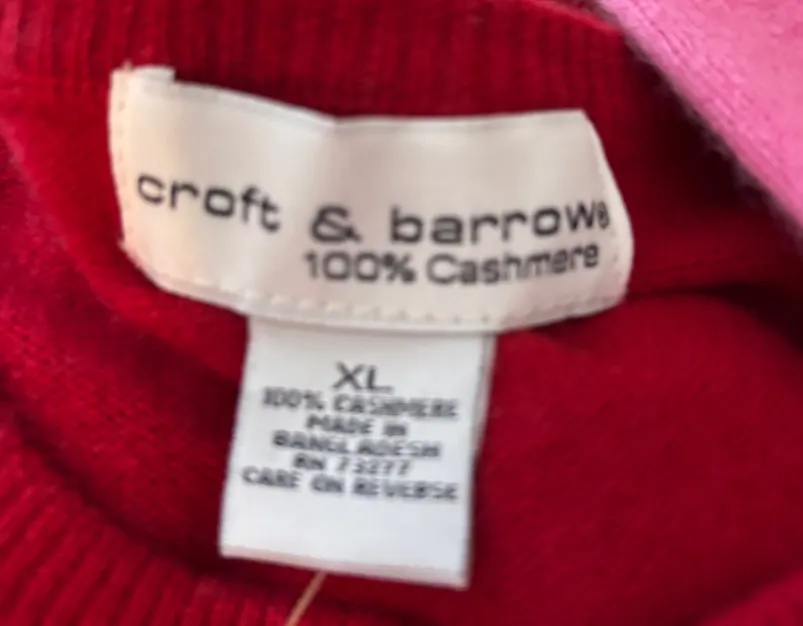 croft & barrow®
100% Cashmere
XL
100% CASHMERE
MADE IN
BANGLADESH
RN 73277
CARE ON REVERSE